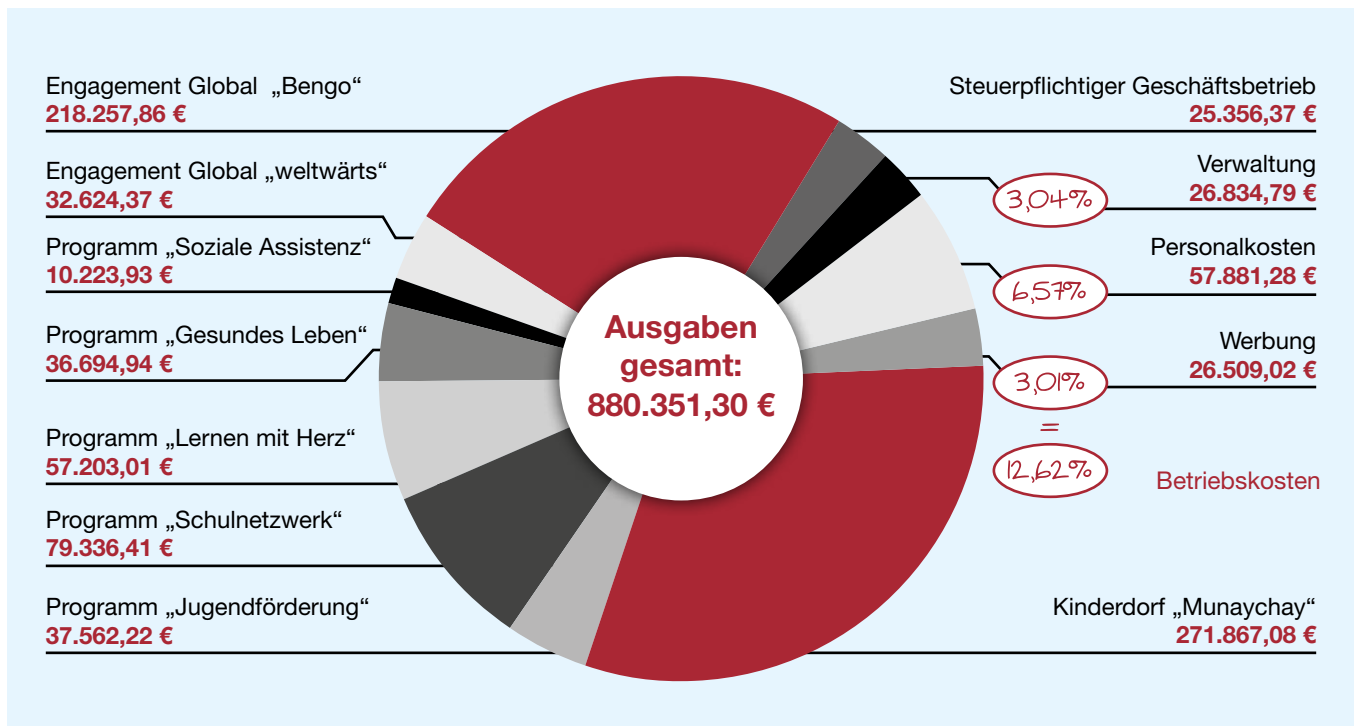 Engagement Global „Bengo“
218.257,86 €
Engagement Global „weltwärts“
32.624,37 €
Programm „Soziale Assistenz“
10.223,93 €
Programm „Gesundes Leben“
36.694,94 €
Programm „Lernen mit Herz“
57.203,01 €
Programm „Schulnetzwerk“
79.336,41 €
Programm „Jugendförderung“
37.562,22 €
Ausgaben
gesamt:
880.351,30 €
Steuerpflichtiger Geschäftsbetrieb
25.356,37 €
Verwaltung
3,04% 26.834,79 €
Personalkosten
6,57% 57.881,28 €
Werbung
3,01% 26.509,02 €
=
12,62% Betriebskosten
Kinderdorf „Munaychay“
271.867,08 €